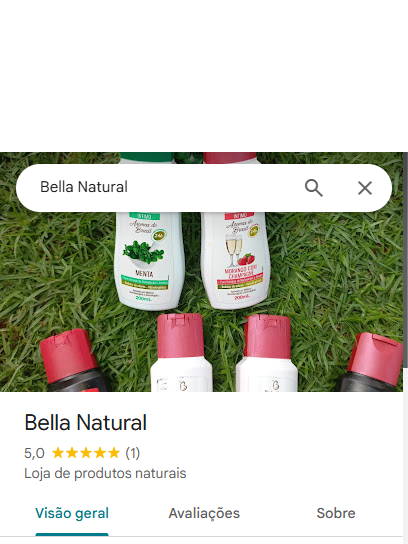 Bella Natural
ÍNTIMO
ÍNTIMO
Aromas do
Brasil
Aromas do
Brasil
24h
MENTA
MORANGO COM
CHAMPAGNE
200mL
200mL
Bella Natural
5,0 (1)
Loja de produtos naturais
Visão geral
Avaliações
Sobre